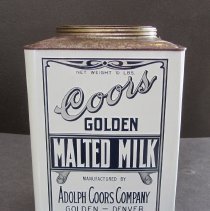 NET WEIGHT 10 LBS.
Coors
GOLDEN
MALTED MILK
MANUFACTURED BY
ADOLPH COORS COMPANY
GOLDEN – DENVER